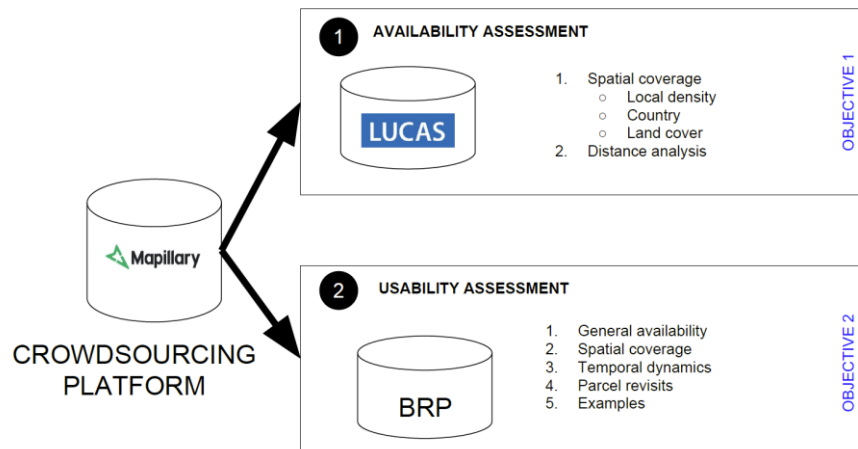 1 AVAILABILITY ASSESSMENT
LUCAS
1. Spatial coverage
○ Local density
○ Country
○ Land cover
2. Distance analysis
OBJECTIVE 1
Mapillary
CROWDSOURCING
PLATFORM
2 USABILITY ASSESSMENT
BRP
1. General availability
2. Spatial coverage
3. Temporal dynamics
4. Parcel revisits
5. Examples
OBJECTIVE 2